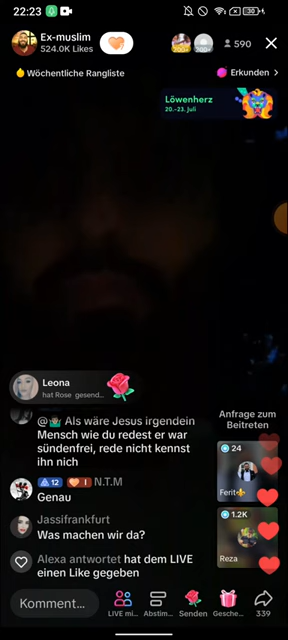 22:23
Ex-muslim
524.0K Likes
590
Wöchentliche Rangliste
Erkunden
Löwenherz
20.-23. Juli
Leona
hat Rose gesend...
Als wäre Jesus irgendein
Mensch wie du redest er war
sündenfrei, rede nicht kennst
ihn nich
12 N.T.M
Genau
Jassifrankfurt
Was machen wir da?
Alexa antwortet hat dem LIVE
einen Like gegeben
Anfrage zum
Beitreten
24
Ferit
1.2K
Reza
Komment...
LIVE mi...
Abstim...
Senden
Gesche...
339